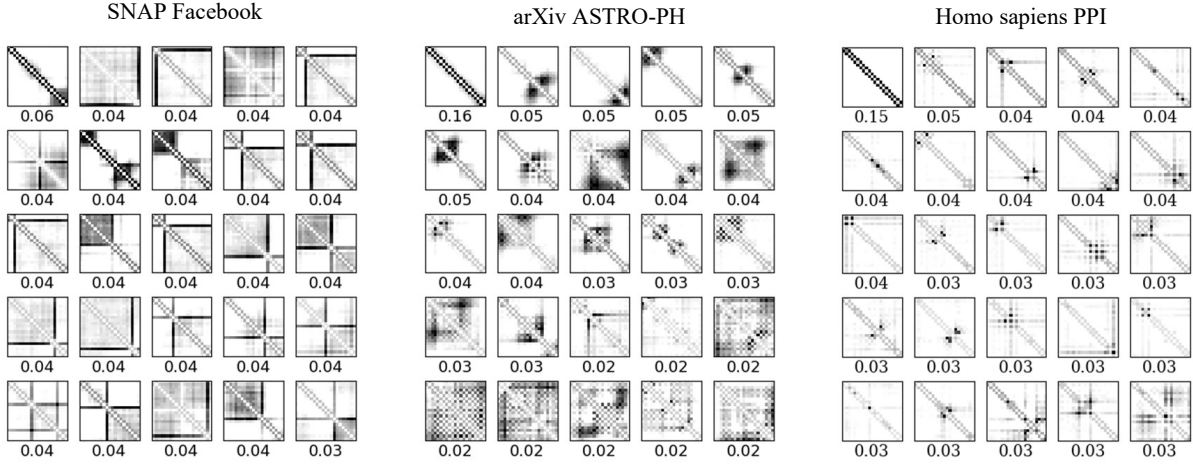 SNAP Facebook arXiv ASTRO-PH Homo sapiens PPI
0.06 0.04 0.04 0.04 0.04 0.16 0.05 0.05 0.05 0.05 0.15 0.05 0.04 0.04 0.04
0.04 0.04 0.04 0.04 0.04 0.05 0.04 0.04 0.04 0.04 0.04 0.04 0.04 0.04 0.04
0.04 0.04 0.04 0.04 0.04 0.04 0.04 0.03 0.03 0.03 0.04 0.03 0.03 0.03 0.03
0.04 0.04 0.04 0.04 0.04 0.03 0.03 0.02 0.02 0.02 0.03 0.03 0.03 0.03 0.03
0.04 0.04 0.04 0.04 0.03 0.02 0.02 0.02 0.02 0.02 0.03 0.03 0.03 0.03 0.03